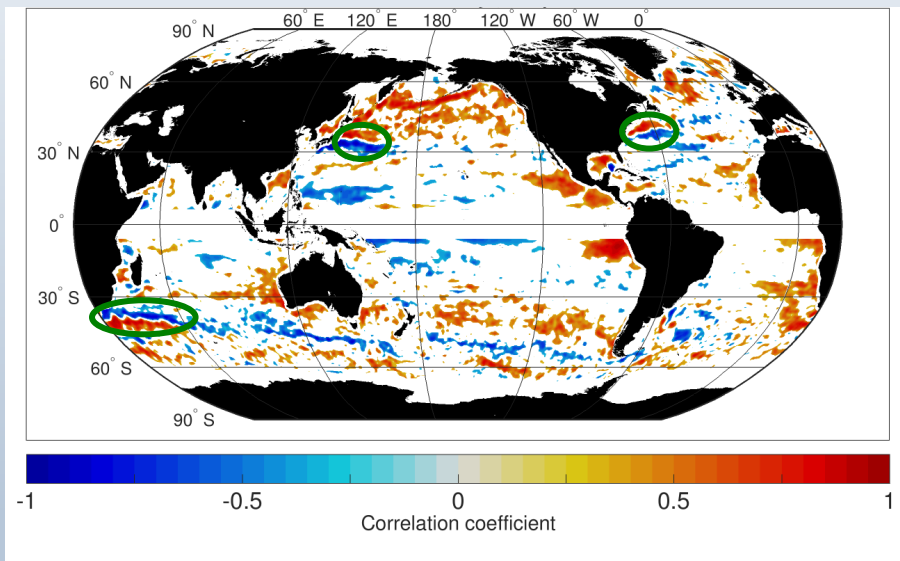 60° E 120° E 180° 120° W 60° W 0°
90° N
60° N
30° N
0°
30° S
60° S
90° S
-1 -0.5 0 0.5 1
Correlation coefficient